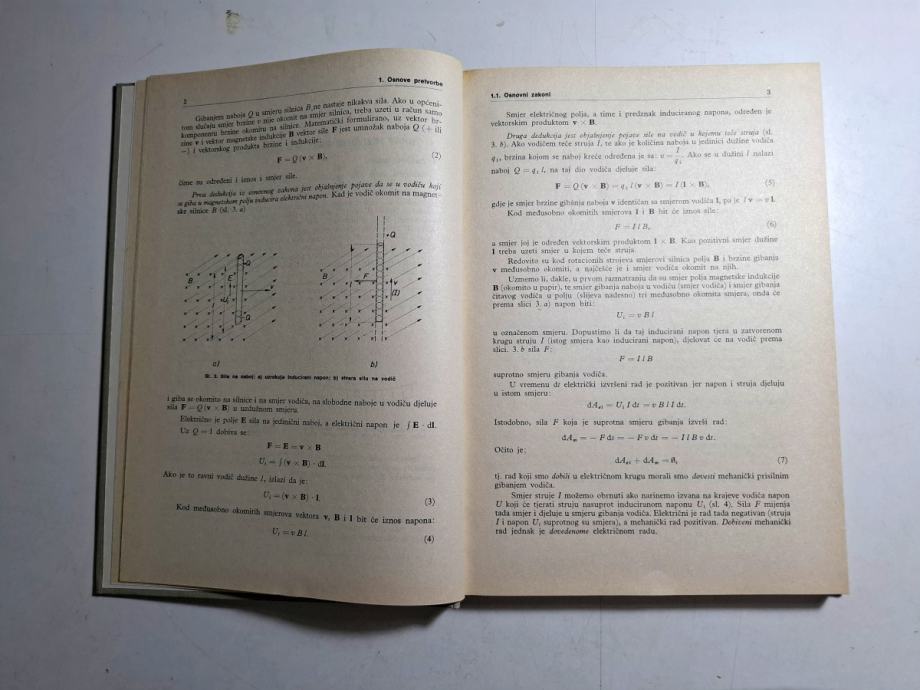 2
1. Osnove pretvorbe
Gibanjem naboja Q u smjeru silnica B ne nastaje nikakva sila. Ako u općeni-
tom slučaju smjer brzine v nije okomit na smjer silnica, treba uzeti u račun samo
komponentu brzine okomitu na silnice. Matematički formulirano, uz vektor br-
zine v i vektor magnetske indukcije B vektor sile F jest umnožak naboja Q (+ ili
−) i vektorskog produkta brzine i indukcije:
F = Q (v × B), (2)
čime su određeni i iznos i smjer sile.
Prva dedukcija iz osnovnog zakona jest objašnjenje pojave da se u vodiču koji
se giba u magnetskom polju inducira električni napon. Kad je vodič okomit na magnet-
ske silnice B (sl. 3. a)
B
Q
E
v
U
Q
l
a)
B
Q
F
v
(I)
l
b)
Sl. 3. Sila na naboj: a) uzrokuje inducirani napon; b) stvara silu na vodič
i giba se okomito na silnice i na smjer vodiča, na slobodne naboje u vodiču djeluje
sila F = Q (v × B) u uzdužnom smjeru.
Električno je polje E sila na jedinični naboj, a električni napon je ∫ E · dl.
Uz Q = 1 dobiva se:
F = E = v × B
Uᵢ = ∫ (v × B) · dl.
Ako je to ravni vodič dužine l, izlazi da je:
Uᵢ = (v × B) · l. (3)
Kod međusobno okomitih smjerova vektora v, B i l bit će iznos napona:
Uᵢ = v B l. (4)
1.1. Osnovni zakoni
3
Smjer električnog polja, a time i predznak induciranog napona, određen je
vektorskim produktom v × B.
Druga dedukcija jest objašnjenje pojave sile na vodič u kojemu teče struja (sl.
3. b). Ako vodičem teče struja I, te ako je količina naboja u jedinici dužine vodiča
q₁, brzina kojom se naboj kreće određena je sa: v = I/q₁. Ako se u dužini l nalazi
naboj Q = q₁ l, na taj dio vodiča djeluje sila:
F = Q (v × B) = q₁ l (v × B) = I (l × B), (5)
gdje je smjer brzine gibanja naboja v identičan sa smjerom vodiča l, pa je l v = v l.
Kod međusobno okomitih smjerova l i B bit će iznos sile:
F = I l B, (6)
a smjer joj je određen vektorskim produktom l × B. Kao pozitivni smjer dužine
l treba uzeti smjer u kojem teče struja.
Redovito su kod rotacionih strojeva smjerovi silnica polja B i brzine gibanja
v međusobno okomiti, a najčešće je i smjer vodiča okomit na njih.
Uzmemo li, dakle, u prvom razmatranju da su smjer polja magnetske indukcije
B (okomito u papir), te smjer gibanja naboja u vodiču (smjer vodiča) i smjer gibanja
čitavog vodiča u polju (slijeva nadesno) tri međusobno okomita smjera, onda će
prema slici 3. a) napon biti:
Uᵢ = v B l
u označenom smjeru. Dopustimo li da taj inducirani napon tjera u zatvorenom
krugu struju I (istog smjera kao inducirani napon), djelovat će na vodič prema
slici. 3. b sila F:
F = I l B
suprotno smjeru gibanja vodiča.
U vremenu dt električki izvršeni rad je pozitivan jer napon i struja djeluju
u istom smjeru:
dAₑₗ = Uᵢ I dt = v B l I dt.
Istodobno, sila F koja je suprotna smjeru gibanja izvrši rad:
dAₘ = − F ds = − F v dt = − I l B v dt.
Očito je:
dAₑₗ + dAₘ = 0, (7)
tj. rad koji smo dobili u električnom krugu morali smo dovesti mehanički prisilnim
gibanjem vodiča.
Smjer struje I možemo obrnuti ako narinemo izvana na krajeve vodiča napon
U koji će tjerati struju nasuprot induciranom naponu Uᵢ (sl. 4). Sila F mijenja
tada smjer i djeluje u smjeru gibanja vodiča. Električni je rad tada negativan (struja
I i napon Uᵢ suprotnog su smjera), a mehanički rad pozitivan. Dobiveni mehanički
rad jednak je dovedenome električnom radu.